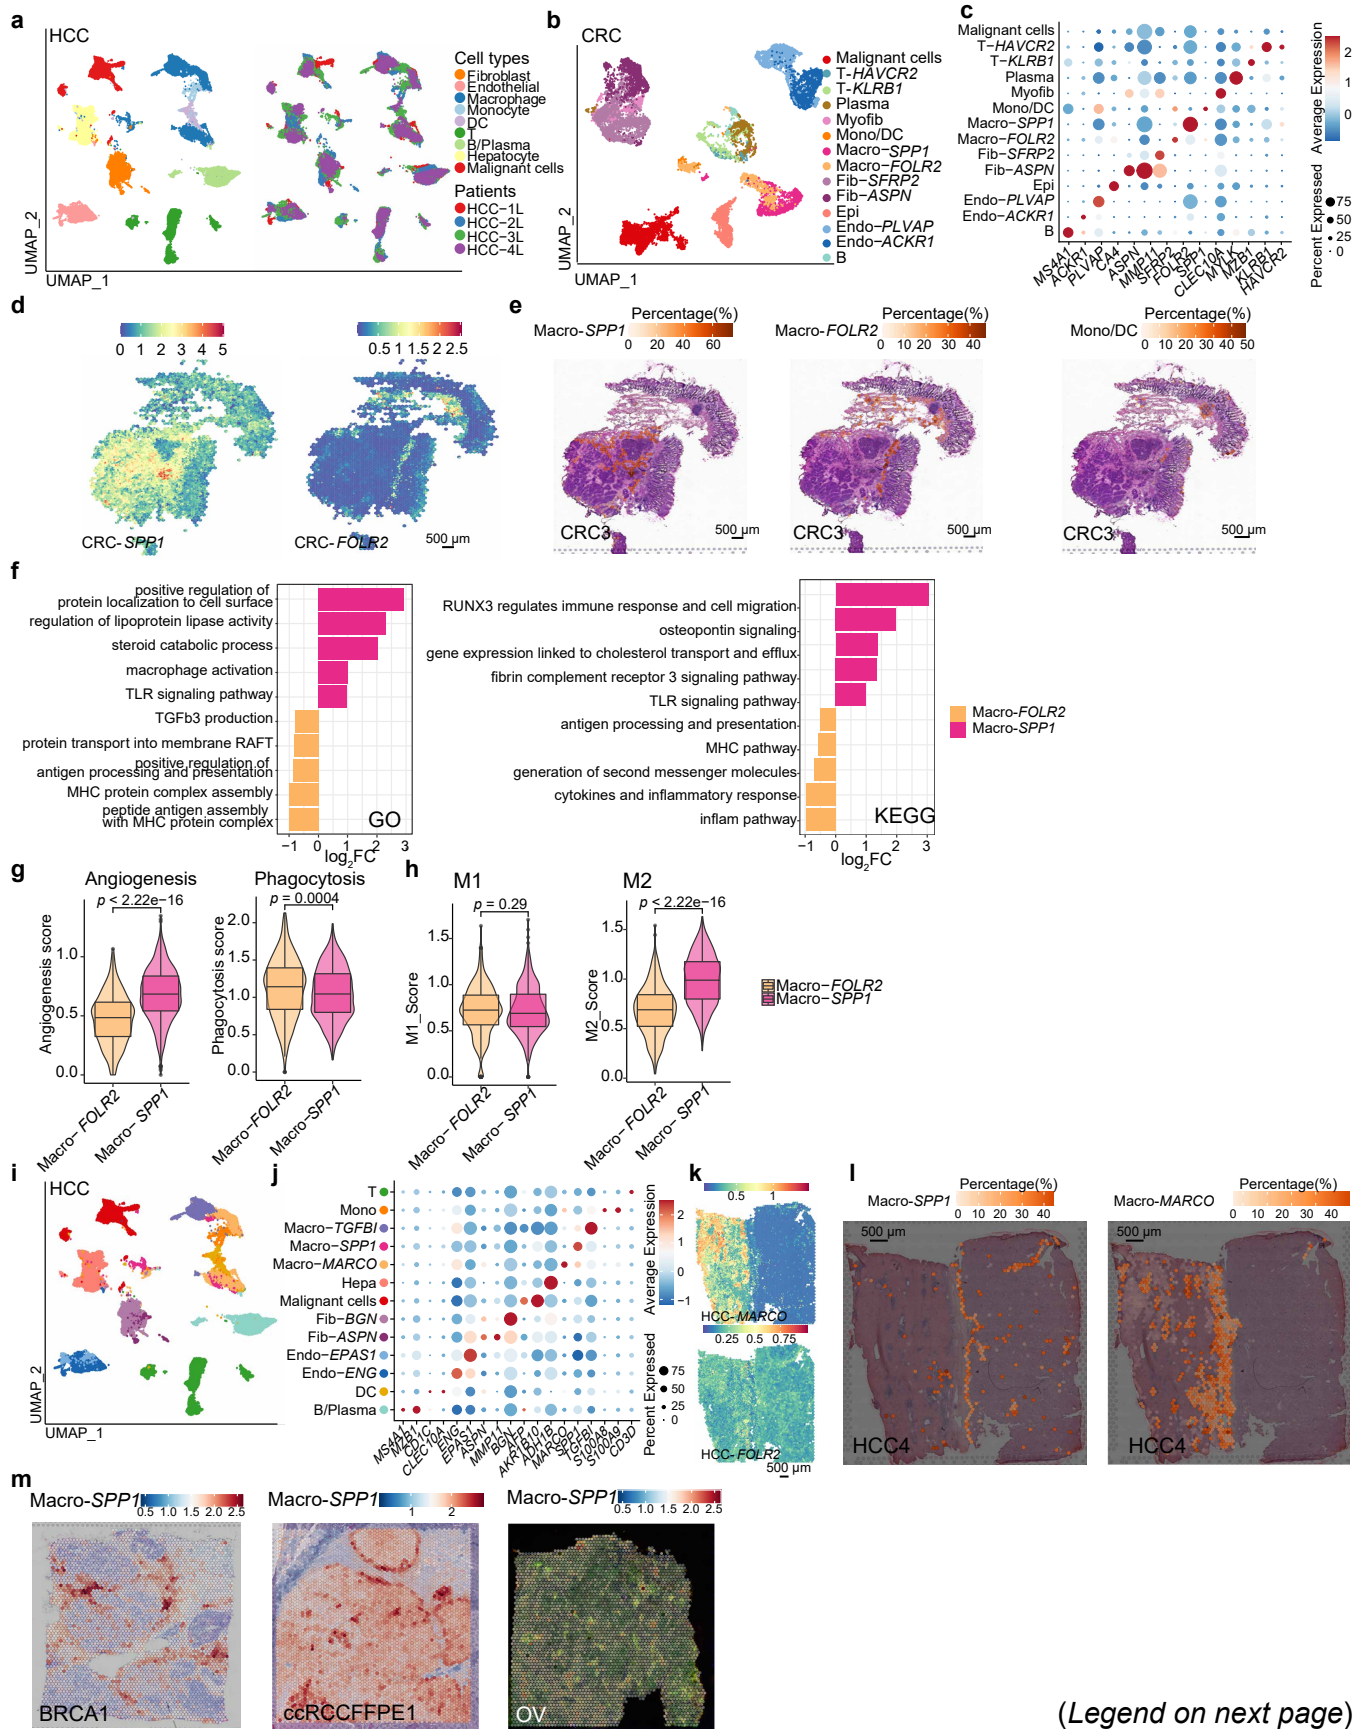 a
HCC
UMAP_2
UMAP_1
Cell types
Fibroblast
Endothelial
Macrophage
Monocyte
DC
T
B/Plasma
Hepatocyte
Malignant cells
Patients
HCC-1L
HCC-2L
HCC-3L
HCC-4L
b
CRC
UMAP_2
UMAP_1
Malignant cells
T-HAVCR2
T-KLRB1
Plasma
Myofib
Mono/DC
Macro-SPP1
Macro-FOLR2
Fib-SFRP2
Fib-ASPN
Epi
Endo-PLVAP
Endo-ACKR1
B
c
Malignant cells
T-HAVCR2
T-KLRB1
Plasma
Myofib
Mono/DC
Macro-SPP1
Macro-FOLR2
Fib-SFRP2
Fib-ASPN
Epi
Endo-PLVAP
Endo-ACKR1
B
MS4A1
ACKR1
PLVAP
CA4
ASPN
MMP11
SFRP2
FOLR2
SPP1
CLEC10A
MYLK
MZB1
KLRB1
HAVCR2
Average Expression
2
1
0
Percent Expressed
75
50
25
0
d
0 1 2 3 4 5
0.5 1 1.5 2 2.5
CRC-SPP1
CRC-FOLR2
500 µm
e
Percentage(%)
Macro-SPP1
0 20 40 60
CRC3
500 µm
Percentage(%)
Macro-FOLR2
0 10 20 30 40
CRC3
500 µm
Percentage(%)
Mono/DC
0 10 20 30 40 50
CRC3
500 µm
f
positive regulation of
protein localization to cell surface
regulation of lipoprotein lipase activity
steroid catabolic process
macrophage activation
TLR signaling pathway
TGFb3 production
protein transport into membrane RAFT
positive regulation of
antigen processing and presentation
MHC protein complex assembly
peptide antigen assembly
with MHC protein complex
GO
−1 0 1 2 3
log2FC
RUNX3 regulates immune response and cell migration
osteopontin signaling
gene expression linked to cholesterol transport and efflux
fibrin complement receptor 3 signaling pathway
TLR signaling pathway
antigen processing and presentation
MHC pathway
generation of second messenger molecules
cytokines and inflammatory response
inflam pathway
KEGG
−1 0 1 2 3
log2FC
Macro-FOLR2
Macro-SPP1
g
Angiogenesis
p < 2.22e−16
Angiogenesis score
1.0
0.5
0.0
Macro-FOLR2
Macro-SPP1
Phagocytosis
p = 0.0004
Phagocytosis score
2.0
1.5
1.0
0.5
0.0
Macro-FOLR2
Macro-SPP1
h
M1
p = 0.29
M1_Score
1.5
1.0
0.5
0.0
Macro-FOLR2
Macro-SPP1
M2
p < 2.22e−16
M2_Score
1.5
1.0
0.5
0.0
Macro-FOLR2
Macro-SPP1
Macro-FOLR2
Macro-SPP1
i
HCC
UMAP_2
UMAP_1
j
T
Mono
Macro-TGFBI
Macro-SPP1
Macro-MARCO
Hepa
Malignant cells
Fib-BGN
Fib-ASPN
Endo-EPAS1
Endo-ENG
DC
B/Plasma
MS4A1
MZB1
CD1C
CLEC10A
ENG
EPAS1
ASPN
MMP11
BGN
AFP
AKR1B10
ADH1B
MARCO
SPP1
TGFBI
S100A8
S100A9
CD3D
Average Expression
2
1
0
−1
Percent Expressed
75
50
25
0
k
0.5 1
HCC-MARCO
0.25 0.5 0.75
HCC-FOLR2
500 µm
l
Percentage(%)
Macro-SPP1
0 10 20 30 40
500 µm
HCC4
Percentage(%)
Macro-MARCO
0 10 20 30 40
500 µm
HCC4
m
Macro-SPP1
0.5 1.0 1.5 2.0 2.5
BRCA1
Macro-SPP1
1 2
ccRCCFFPE1
Macro-SPP1
0.5 1.0 1.5 2.0 2.5
OV
(Legend on next page)